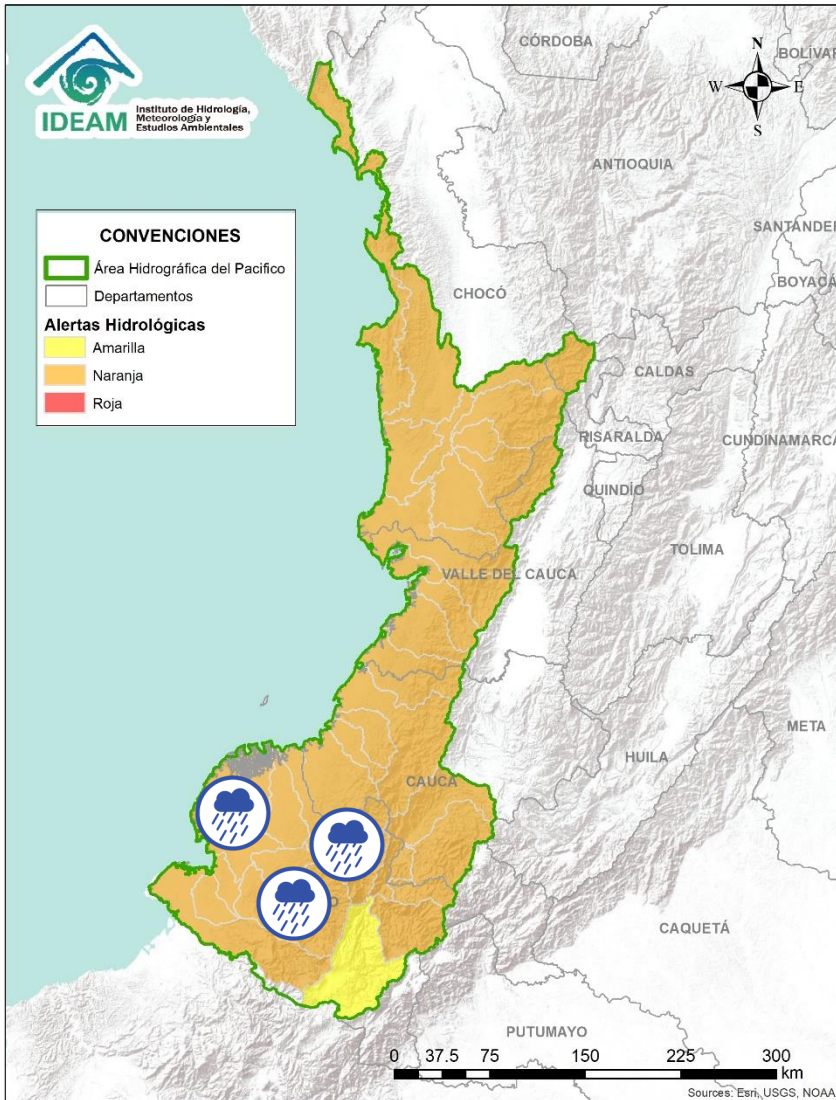 CÓRDOBA
BOLÍVAR
N
W E
S
IDEAM
Instituto de Hidrología,
Meteorología y
Estudios Ambientales
ANTIOQUIA
SANTANDER
BOYACÁ
CONVENCIONES
Área Hidrográfica del Pacifico
Departamentos
Alertas Hidrológicas
Amarilla
Naranja
Roja
CHOCÓ
CALDAS
RISARALDA
CUNDINAMARCA
QUINDÍO
TOLIMA
VALLE DEL CAUCA
META
HUILA
CAUCA
CAQUETÁ
PUTUMAYO
0 37.5 75 150 225 300
km
Sources: Esri, USGS, NOAA